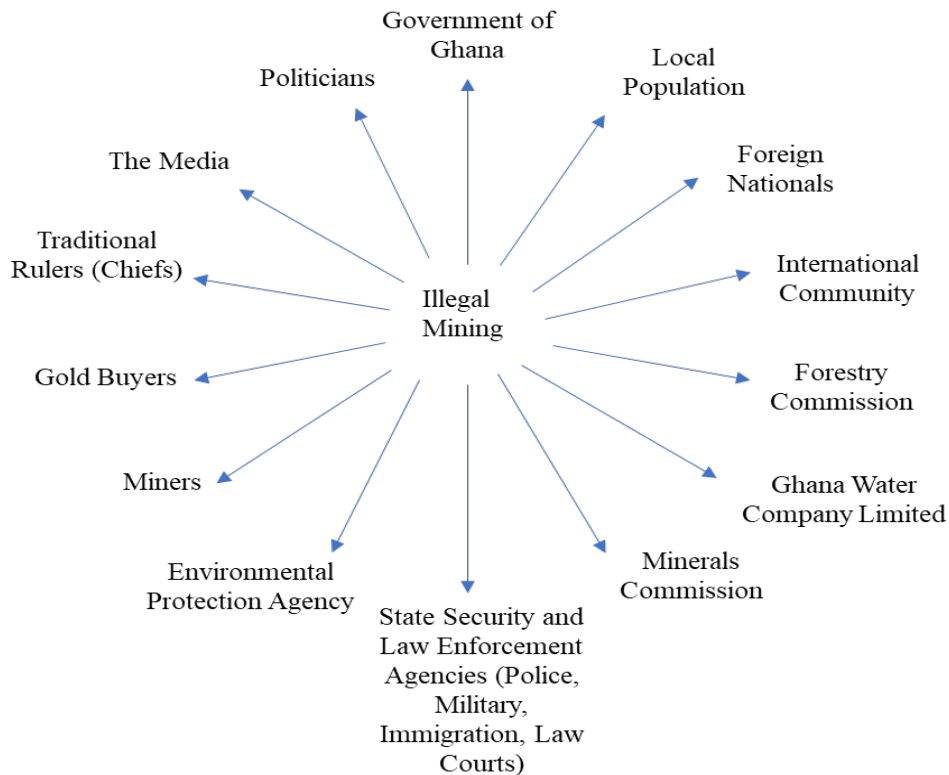 Government of
Ghana
Politicians
Local
Population
The Media
Foreign
Nationals
Traditional
Rulers (Chiefs)
International
Community
Illegal
Mining
Gold Buyers
Forestry
Commission
Miners
Ghana Water
Company Limited
Environmental
Protection Agency
Minerals
Commission
State Security and
Law Enforcement
Agencies (Police,
Military,
Immigration, Law
Courts)